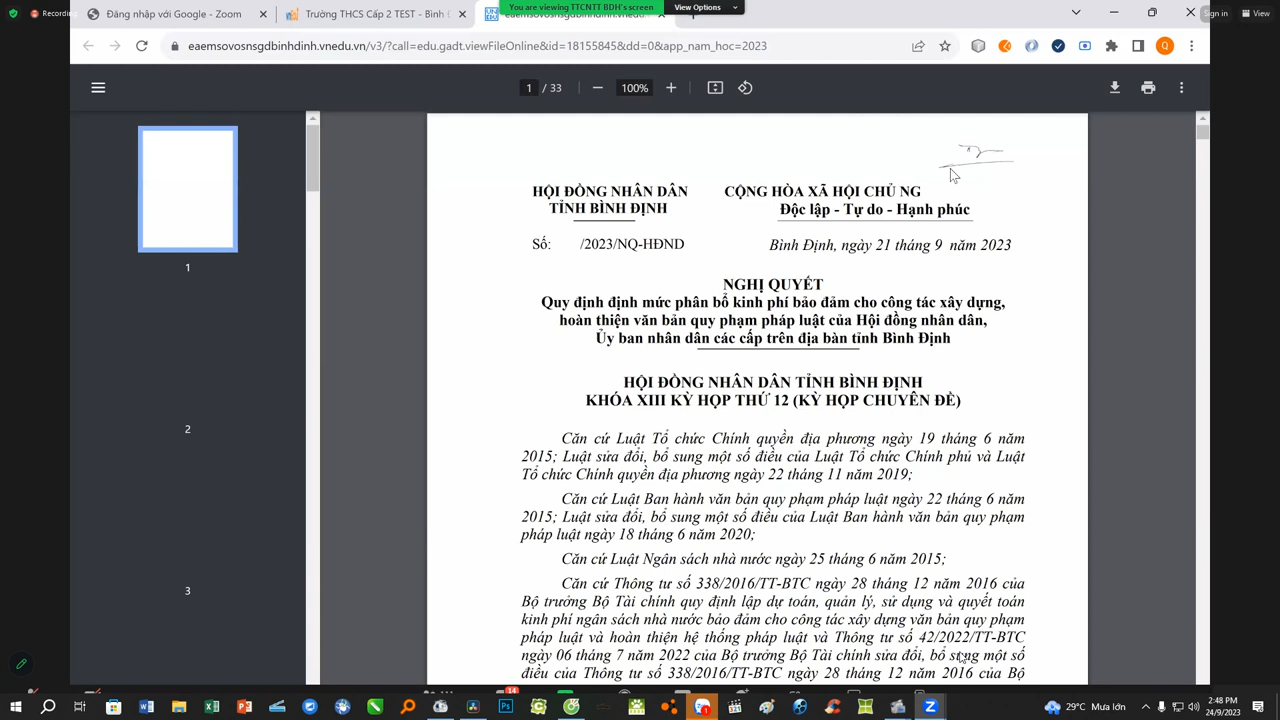 Recording
You are viewing TTCNTT BDH's screen
View Options
Sign in
View
Đăng nhập với Google - Zoom
Trường THCS Cấp 2 TEST - Bình Đ
eaemsovosnsgdbinhdinh.vnedu.vn
eaemsovosnsgdbinhdinh.vnedu.vn/v3/?call=edu.gadt.viewFileOnline&id=18155845&dd=0&app_nam_hoc=2023
1 / 33
100%
1
2
3
HỘI ĐỒNG NHÂN DÂN
TỈNH BÌNH ĐỊNH
CỘNG HÒA XÃ HỘI CHỦ NG
Độc lập - Tự do - Hạnh phúc
Số: /2023/NQ-HĐND
Bình Định, ngày 21 tháng 9 năm 2023
NGHỊ QUYẾT
Quy định định mức phân bổ kinh phí bảo đảm cho công tác xây dựng,
hoàn thiện văn bản quy phạm pháp luật của Hội đồng nhân dân,
Ủy ban nhân dân các cấp trên địa bàn tỉnh Bình Định
HỘI ĐỒNG NHÂN DÂN TỈNH BÌNH ĐỊNH
KHÓA XIII KỲ HỌP THỨ 12 (KỲ HỌP CHUYÊN ĐỀ)
Căn cứ Luật Tổ chức Chính quyền địa phương ngày 19 tháng 6 năm
2015; Luật sửa đổi, bổ sung một số điều của Luật Tổ chức Chính phủ và Luật
Tổ chức Chính quyền địa phương ngày 22 tháng 11 năm 2019;
Căn cứ Luật Ban hành văn bản quy phạm pháp luật ngày 22 tháng 6 năm
2015; Luật sửa đổi, bổ sung một số điều của Luật Ban hành văn bản quy phạm
pháp luật ngày 18 tháng 6 năm 2020;
Căn cứ Luật Ngân sách nhà nước ngày 25 tháng 6 năm 2015;
Căn cứ Thông tư số 338/2016/TT-BTC ngày 28 tháng 12 năm 2016 của
Bộ trưởng Bộ Tài chính quy định lập dự toán, quản lý, sử dụng và quyết toán
kinh phí ngân sách nhà nước bảo đảm cho công tác xây dựng văn bản quy phạm
pháp luật và hoàn thiện hệ thống pháp luật và Thông tư số 42/2022/TT-BTC
ngày 06 tháng 7 năm 2022 của Bộ trưởng Bộ Tài chính sửa đổi, bổ sung một số
điều của Thông tư số 338/2016/TT-BTC ngày 28 tháng 12 năm 2016 của Bộ
14
29°C Mưa lớn
2:48 PM
24/9/2023